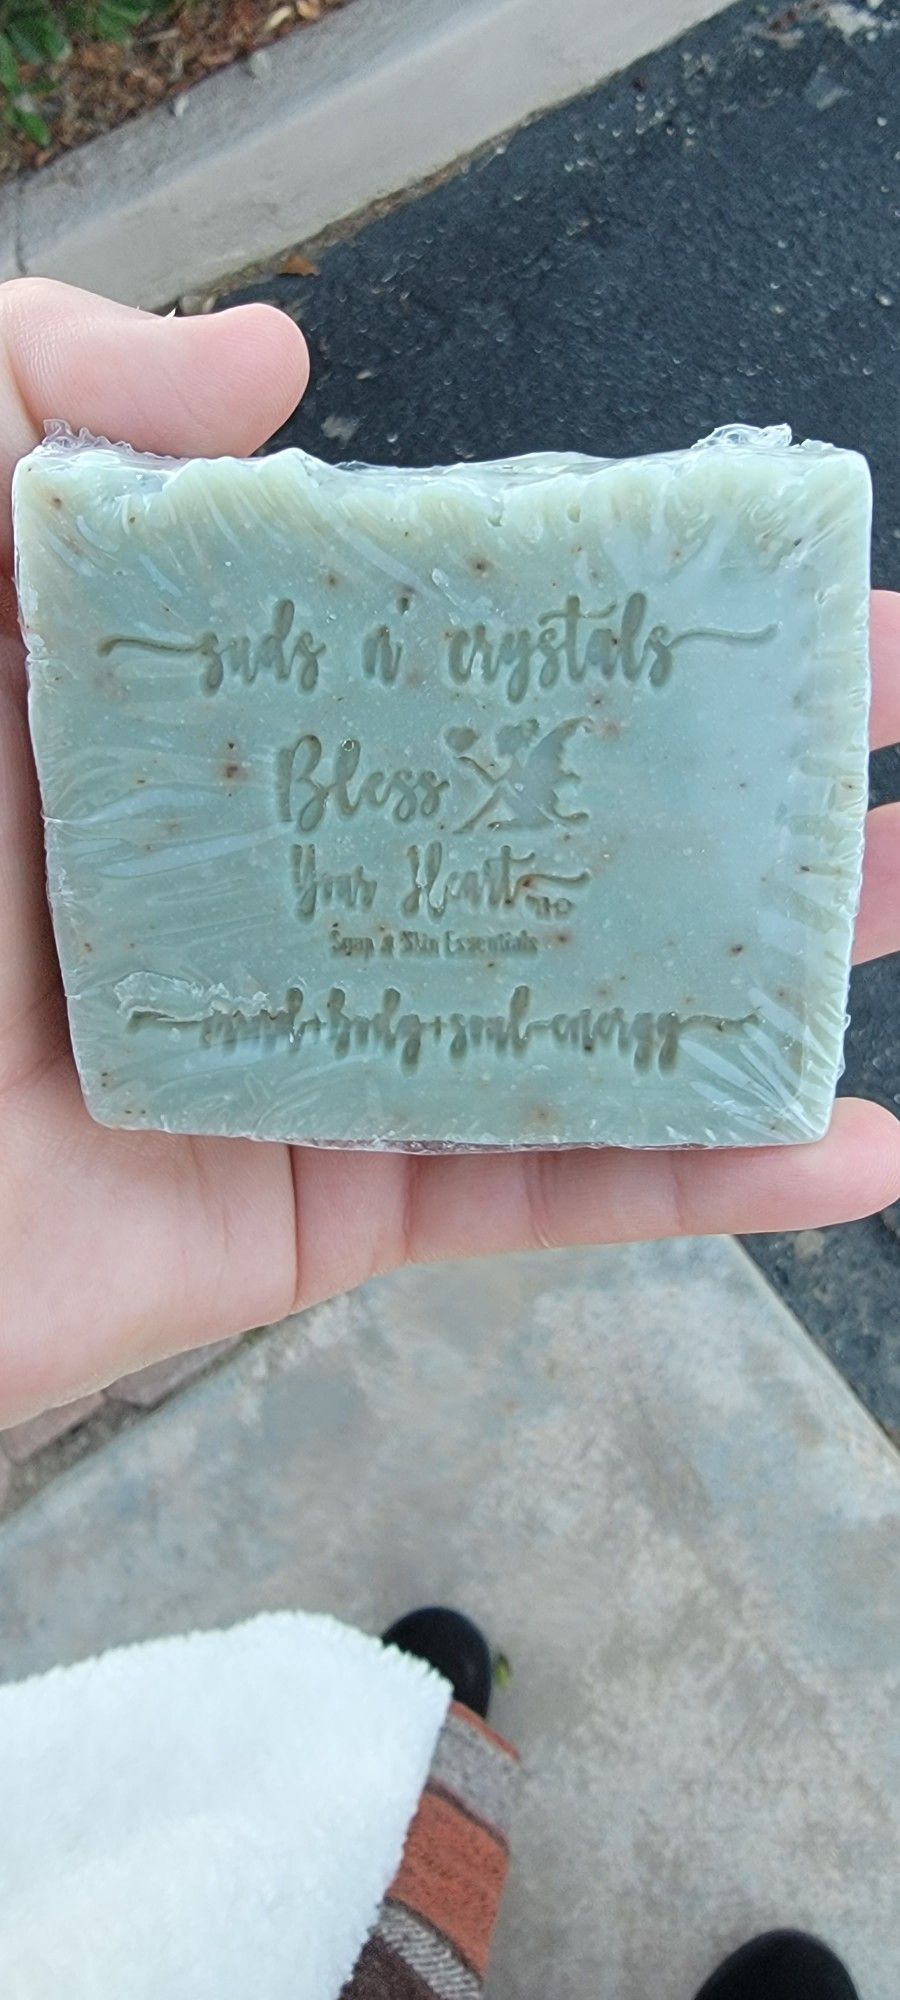 suds n' crystals
Bless
Your Heart
Soap & Skin Essentials
mind+body+soul-energy